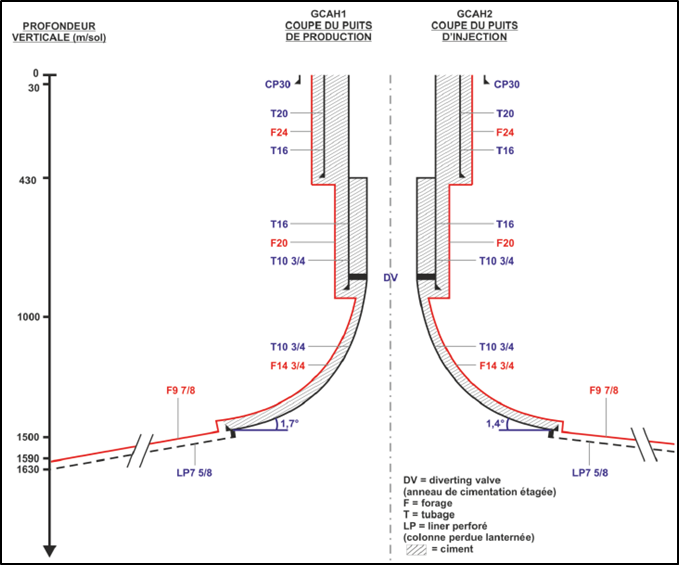 PROFONDEUR
VERTICALE (m/sol)
GCAH1
COUPE DU PUITS
DE PRODUCTION
GCAH2
COUPE DU PUITS
D'INJECTION
0
30
430
1000
1500
1590
1630
CP30
T20
F24
T16
T16
F20
T10 3/4
DV
T10 3/4
F14 3/4
F9 7/8
1,7°
LP7 5/8
CP30
T20
F24
T16
T16
F20
T10 3/4
T10 3/4
F14 3/4
F9 7/8
1,4°
LP7 5/8
DV = diverting valve
(anneau de cimentation étagée)
F = forage
T = tubage
LP = liner perforé
(colonne perdue lanternée)
= ciment